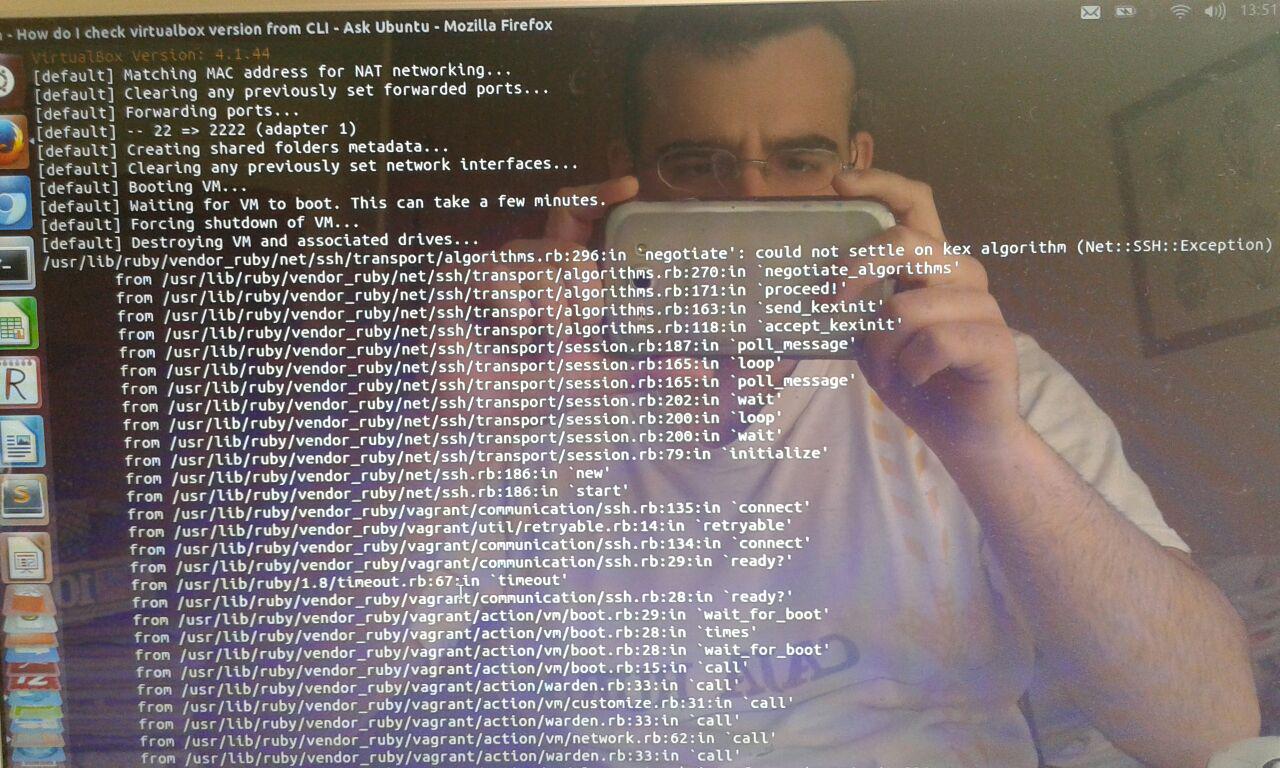 - How do I check virtualbox version from CLI - Ask Ubuntu - Mozilla Firefox
13:51
VirtualBox Version: 4.1.44
[default] Matching MAC address for NAT networking...
[default] Clearing any previously set forwarded ports...
[default] Forwarding ports...
[default] -- 22 => 2222 (adapter 1)
[default] Creating shared folders metadata...
[default] Clearing any previously set network interfaces...
[default] Booting VM...
[default] Waiting for VM to boot. This can take a few minutes.
[default] Forcing shutdown of VM...
[default] Destroying VM and associated drives...
/usr/lib/ruby/vendor_ruby/net/ssh/transport/algorithms.rb:296:in `negotiate': could not settle on kex algorithm (Net::SSH::Exception)
from /usr/lib/ruby/vendor_ruby/net/ssh/transport/algorithms.rb:270:in `negotiate_algorithms'
from /usr/lib/ruby/vendor_ruby/net/ssh/transport/algorithms.rb:171:in `proceed!'
from /usr/lib/ruby/vendor_ruby/net/ssh/transport/algorithms.rb:163:in `send_kexinit'
from /usr/lib/ruby/vendor_ruby/net/ssh/transport/algorithms.rb:118:in `accept_kexinit'
from /usr/lib/ruby/vendor_ruby/net/ssh/transport/session.rb:187:in `poll_message'
from /usr/lib/ruby/vendor_ruby/net/ssh/transport/session.rb:165:in `loop'
from /usr/lib/ruby/vendor_ruby/net/ssh/transport/session.rb:165:in `poll_message'
from /usr/lib/ruby/vendor_ruby/net/ssh/transport/session.rb:202:in `wait'
from /usr/lib/ruby/vendor_ruby/net/ssh/transport/session.rb:200:in `loop'
from /usr/lib/ruby/vendor_ruby/net/ssh/transport/session.rb:200:in `wait'
from /usr/lib/ruby/vendor_ruby/net/ssh/transport/session.rb:79:in `initialize'
from /usr/lib/ruby/vendor_ruby/net/ssh.rb:186:in `new'
from /usr/lib/ruby/vendor_ruby/net/ssh.rb:186:in `start'
from /usr/lib/ruby/vendor_ruby/vagrant/communication/ssh.rb:135:in `connect'
from /usr/lib/ruby/vendor_ruby/vagrant/util/retryable.rb:14:in `retryable'
from /usr/lib/ruby/vendor_ruby/vagrant/communication/ssh.rb:134:in `connect'
from /usr/lib/ruby/vendor_ruby/vagrant/communication/ssh.rb:29:in `ready?'
from /usr/lib/ruby/1.8/timeout.rb:67:in `timeout'
from /usr/lib/ruby/vendor_ruby/vagrant/communication/ssh.rb:28:in `ready?'
from /usr/lib/ruby/vendor_ruby/vagrant/action/vm/boot.rb:29:in `wait_for_boot'
from /usr/lib/ruby/vendor_ruby/vagrant/action/vm/boot.rb:28:in `times'
from /usr/lib/ruby/vendor_ruby/vagrant/action/vm/boot.rb:28:in `wait_for_boot'
from /usr/lib/ruby/vendor_ruby/vagrant/action/vm/boot.rb:15:in `call'
from /usr/lib/ruby/vendor_ruby/vagrant/action/warden.rb:33:in `call'
from /usr/lib/ruby/vendor_ruby/vagrant/action/vm/customize.rb:31:in `call'
from /usr/lib/ruby/vendor_ruby/vagrant/action/warden.rb:33:in `call'
from /usr/lib/ruby/vendor_ruby/vagrant/action/vm/network.rb:62:in `call'
from /usr/lib/ruby/vendor_ruby/vagrant/action/warden.rb:33:in `call'